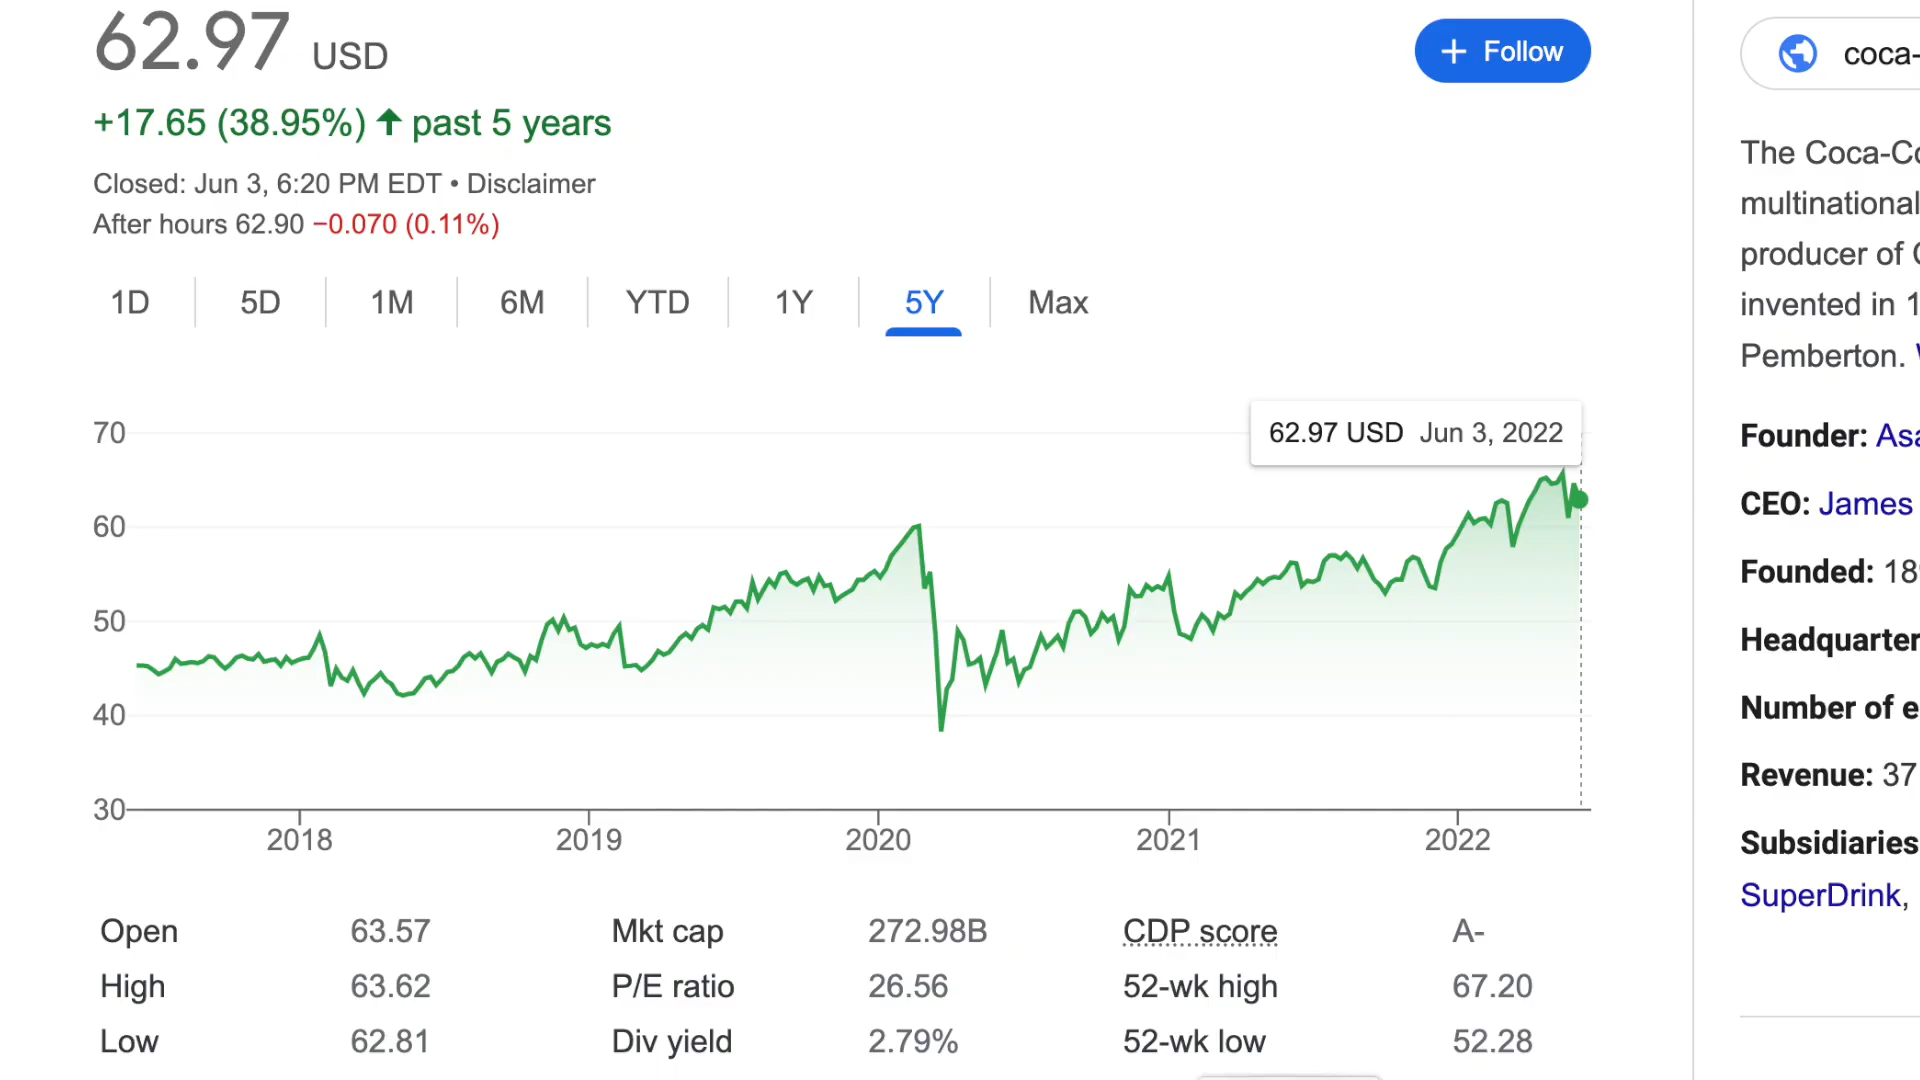 62.97 USD
+ Follow
+17.65 (38.95%) ↑ past 5 years
Closed: Jun 3, 6:20 PM EDT • Disclaimer
After hours 62.90 −0.070 (0.11%)
1D 5D 1M 6M YTD 1Y 5Y Max
62.97 USD Jun 3, 2022
70
60
50
40
30
2018 2019 2020 2021 2022
Open 63.57 Mkt cap 272.98B CDP score A-
High 63.62 P/E ratio 26.56 52-wk high 67.20
Low 62.81 Div yield 2.79% 52-wk low 52.28
coca-
The Coca-Co
multinational
producer of
invented in 1
Pemberton.
Founder: Asa
CEO: James
Founded: 18
Headquarter
Number of e
Revenue: 37
Subsidiaries
SuperDrink,